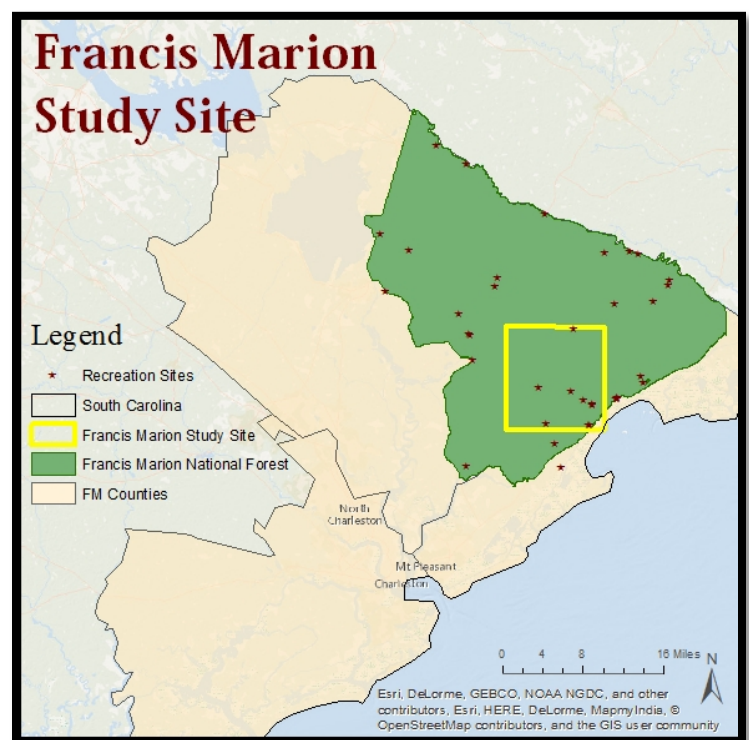 Francis Marion
Study Site
Legend
Recreation Sites
South Carolina
Francis Marion Study Site
Francis Marion National Forest
FM Counties
North
Charleston
Mt Pleasant
Charleston
0 4 8 16 Miles N
Esri, DeLorme, GEBCO, NOAA NGDC, and other
contributors, Esri, HERE, DeLorme, MapmyIndia, ©
OpenStreetMap contributors, and the GIS user community